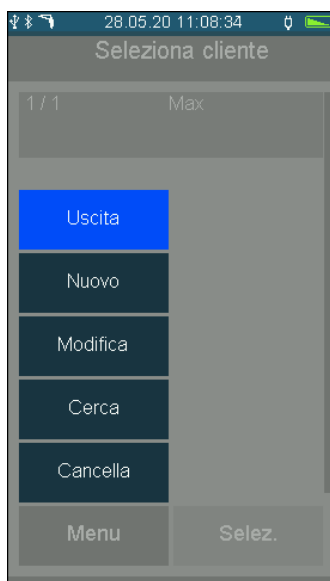 28.05.20 11:08:34
Seleziona cliente
1 / 1 Max
Uscita
Nuovo
Modifica
Cerca
Cancella
Menu Selez.